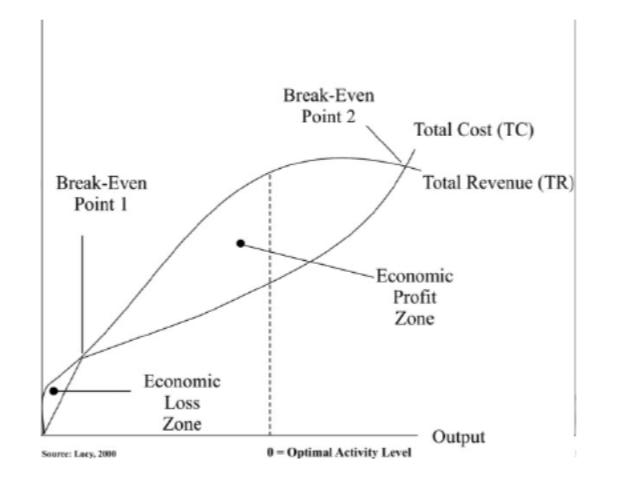 Break-Even
Point 2
Total Cost (TC)
Break-Even
Point 1
Total Revenue (TR)
Economic
Profit
Zone
Economic
Loss
Zone
Output
Source: Lucy, 2000
0 = Optimal Activity Level